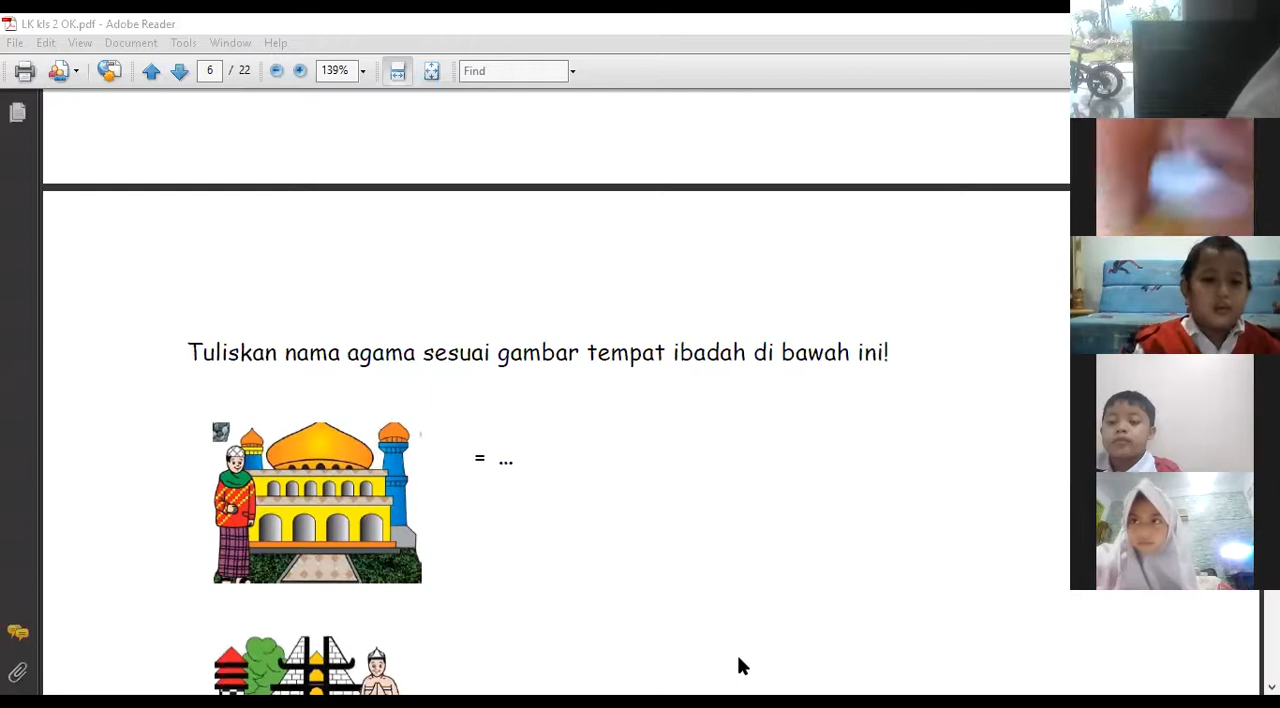 LK kls 2 OK.pdf - Adobe Reader
File Edit View Document Tools Window Help
6 / 22 139% Find
Tuliskan nama agama sesuai gambar tempat ibadah di bawah ini!
= ...